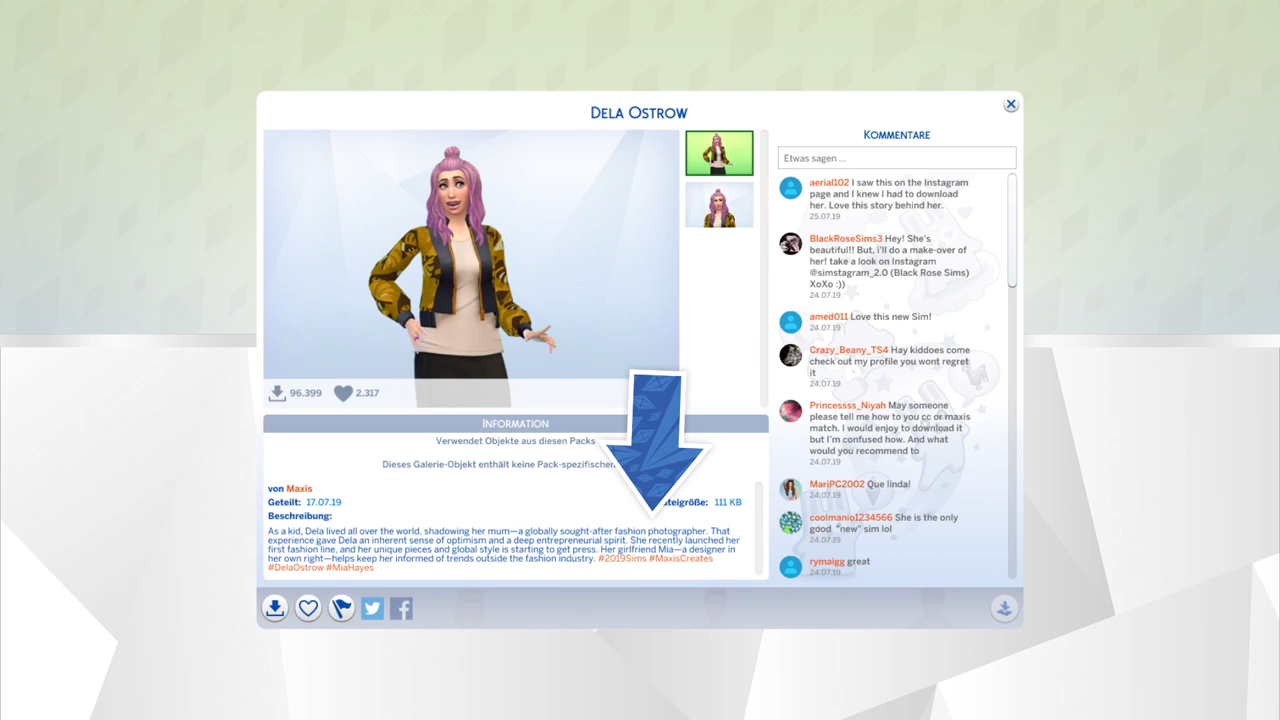 Dela Ostrow
Kommentare
Etwas sagen ...
aerial102 I saw this on the Instagram
page and I knew I had to download
her. Love this story behind her.
25.07.19
BlackRoseSims3 Hey! She's
beautiful!! But, i'll do a make-over of
her! take a look on Instagram
@simstagram_2.0 (Black Rose Sims)
XoXo :))
24.07.19
amed011 Love this new Sim!
24.07.19
Crazy_Beany_TS4 Hay kiddoes come
check out my profile you wont regret
it
24.07.19
Princessss_Niyah May someone
please tell me how to you cc or maxis
match. I would enjoy to download it
but I'm confused how. And what
would you recommend to
24.07.19
MariPC2002 Que linda!
24.07.19
coolmanio1234566 She is the only
good "new" sim lol
24.07.19
rymaigg great
24.07.19
96.399 2.317
Information
Verwendet Objekte aus diesen Packs
Dieses Galerie-Objekt enthält keine
von Maxis
Geteilt: 17.07.19
111 KB
Beschreibung:
As a kid, Dela lived all over the world, shadowing her mum—a globally sought-after fashion photographer. That
experience gave Dela an inherent sense of optimism and a deep entrepreneurial spirit. She recently launched her
first fashion line, and her unique pieces and global style is starting to get press. Her girlfriend Mia—a designer in
her own right—helps keep her informed of trends outside the fashion industry. #2019Sims #MaxisCreates
#DelaOstrow #MiaHayes